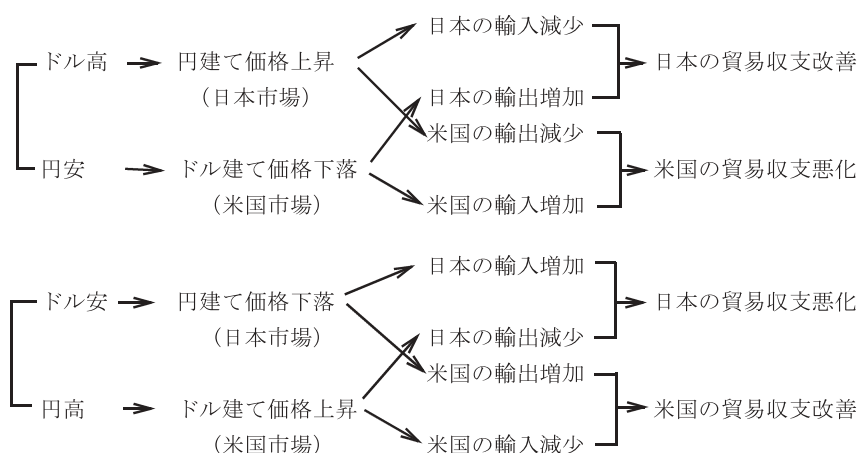 日本の輸入減少
ドル高
円建て価格上昇
日本の貿易収支改善
（日本市場）
日本の輸出増加
米国の輸出減少
円安
ドル建て価格下落
米国の貿易収支悪化
（米国市場）
米国の輸入増加
日本の輸入増加
ドル安
円建て価格下落
日本の貿易収支悪化
（日本市場）
日本の輸出減少
米国の輸出増加
円高
ドル建て価格上昇
米国の貿易収支改善
（米国市場）
米国の輸入減少